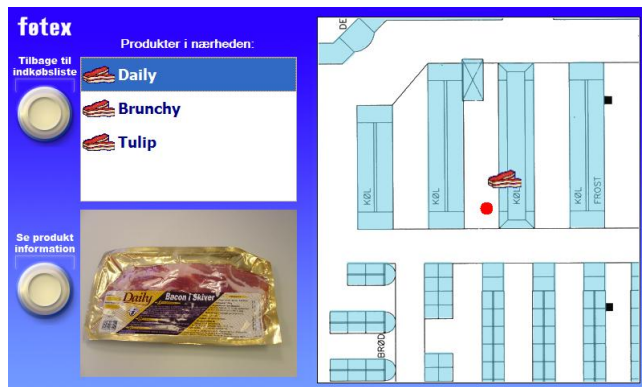 føtex
Tilbage til
indkøbsliste
Produkter i nærheden:
Daily
Brunchy
Tulip
Se produkt
information
Daily
Bacon i Skiver
DE
KØL
KØL
KØL
KØL
FROST
BRØD